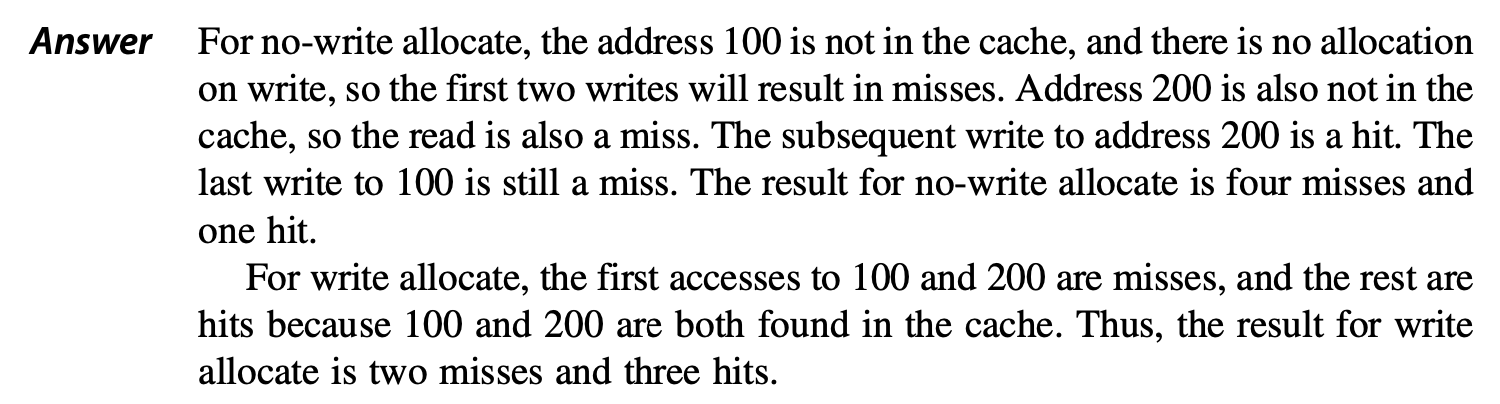 Answer For no-write allocate, the address 100 is not in the cache, and there is no allocation
on write, so the first two writes will result in misses. Address 200 is also not in the
cache, so the read is also a miss. The subsequent write to address 200 is a hit. The
last write to 100 is still a miss. The result for no-write allocate is four misses and
one hit.
For write allocate, the first accesses to 100 and 200 are misses, and the rest are
hits because 100 and 200 are both found in the cache. Thus, the result for write
allocate is two misses and three hits.